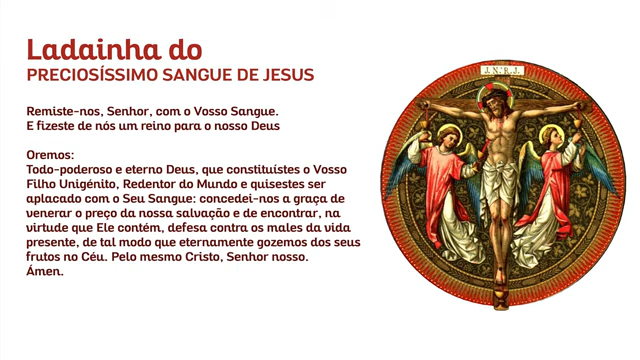 Ladainha do
PRECIOSÍSSIMO SANGUE DE JESUS
Remiste-nos, Senhor, com o Vosso Sangue.
E fizeste de nós um reino para o nosso Deus
Oremos:
Todo-poderoso e eterno Deus, que constituístes o Vosso
Filho Unigénito, Redentor do Mundo e quisestes ser
aplacado com o Seu Sangue: concedei-nos a graça de
venerar o preço da nossa salvação e de encontrar, na
virtude que Ele contém, defesa contra os males da vida
presente, de tal modo que eternamente gozemos dos seus
frutos no Céu. Pelo mesmo Cristo, Senhor nosso.
Ámen.
J.N.R.J.